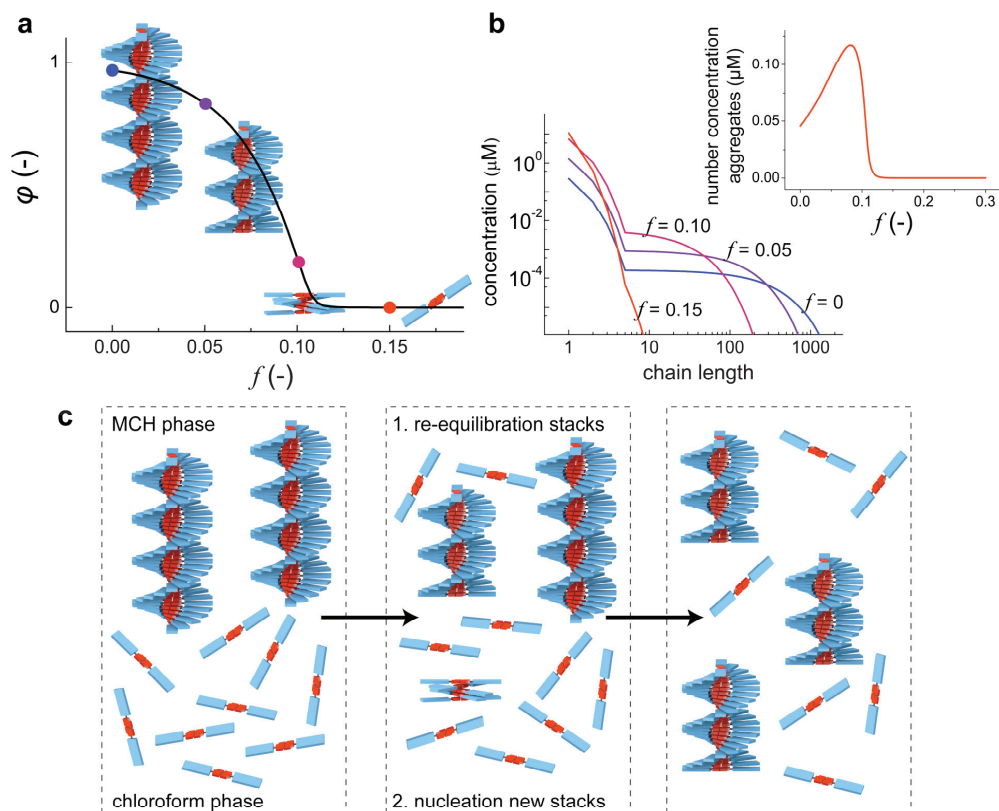 a
1
0
φ (-)
0.00
0.05
0.10
0.15
f (-)
b
concentration (μM)
10^0
10^-2
10^-4
f = 0.10
f = 0.05
f = 0
f = 0.15
1
10
100
1000
chain length
number concentration
aggregates (μM)
0.10
0.05
0.00
0.0
0.1
0.2
0.3
f (-)
c
MCH phase
chloroform phase
1. re-equilibration stacks
2. nucleation new stacks